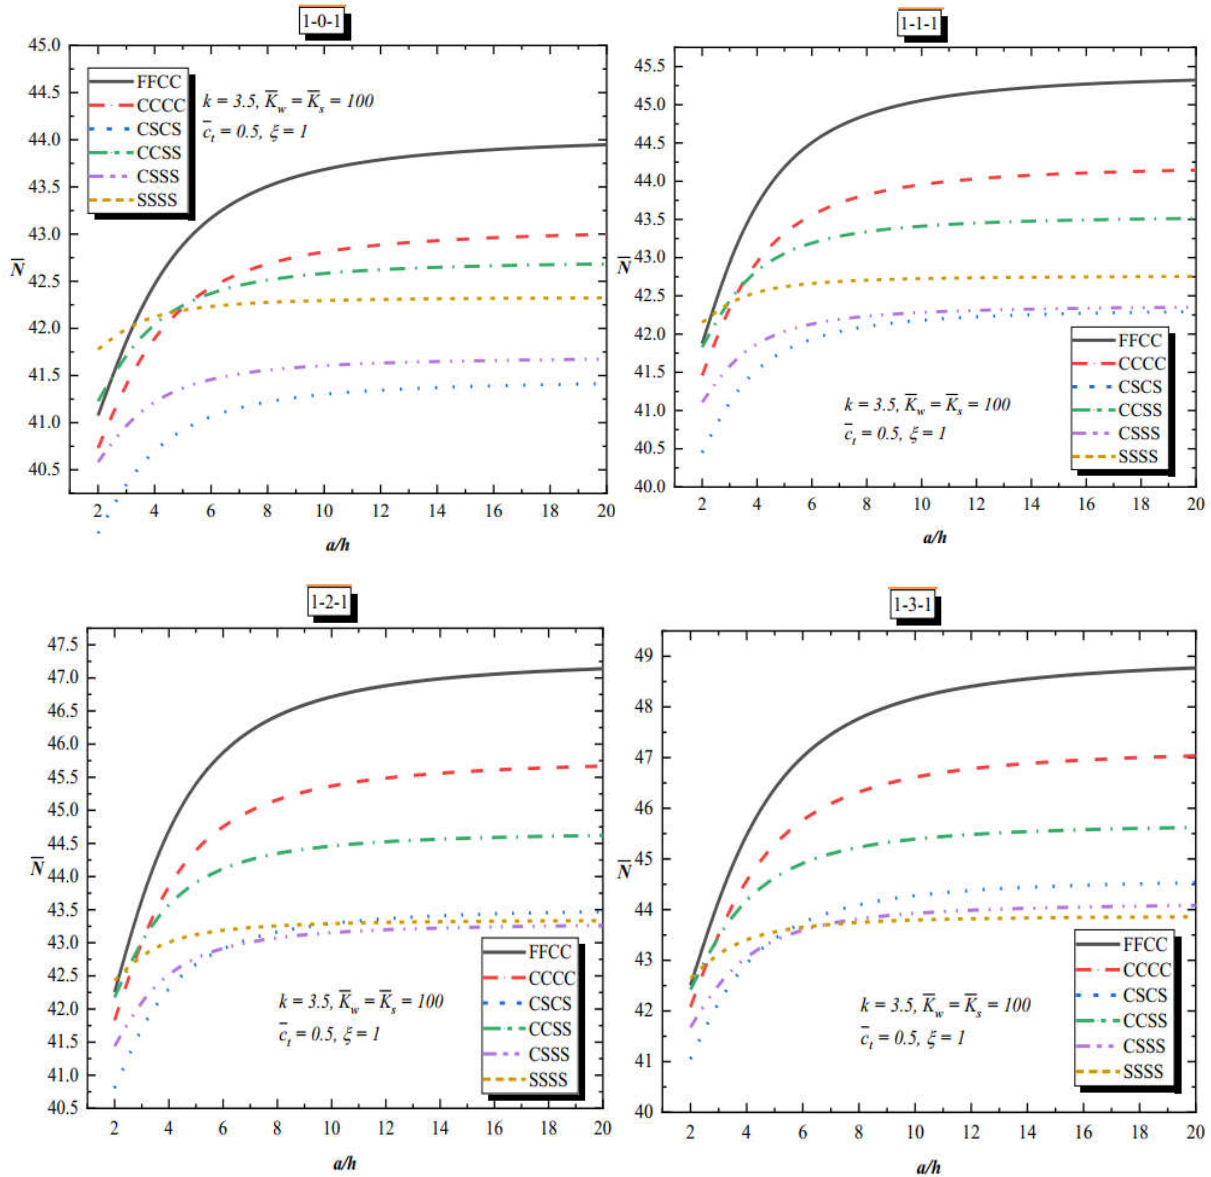 1-0-1
45.0
44.5
44.0
43.5
43.0
42.5
42.0
41.5
41.0
40.5
N̅
FFCC
CCCC
CSCS
CCSS
CSSS
SSSS
k = 3.5, K̅w = K̅s = 100
c̅t = 0.5, ξ = 1
2 4 6 8 10 12 14 16 18 20
a/h
1-1-1
45.5
45.0
44.5
44.0
43.5
43.0
42.5
42.0
41.5
41.0
40.5
40.0
N̅
FFCC
CCCC
CSCS
CCSS
CSSS
SSSS
k = 3.5, K̅w = K̅s = 100
c̅t = 0.5, ξ = 1
2 4 6 8 10 12 14 16 18 20
a/h
1-2-1
47.5
47.0
46.5
46.0
45.5
45.0
44.5
44.0
43.5
43.0
42.5
42.0
41.5
41.0
40.5
N̅
FFCC
CCCC
CSCS
CCSS
CSSS
SSSS
k = 3.5, K̅w = K̅s = 100
c̅t = 0.5, ξ = 1
2 4 6 8 10 12 14 16 18 20
a/h
1-3-1
49
48
47
46
45
44
43
42
41
40
N̅
FFCC
CCCC
CSCS
CCSS
CSSS
SSSS
k = 3.5, K̅w = K̅s = 100
c̅t = 0.5, ξ = 1
2 4 6 8 10 12 14 16 18 20
a/h